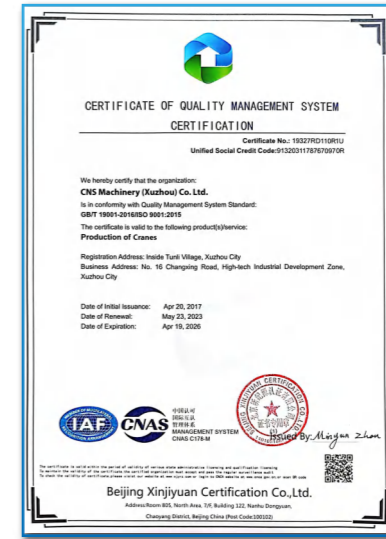 CERTIFICATE OF QUALITY MANAGEMENT SYSTEM
CERTIFICATION
Certificate No.: 19327RD110R1U
Unified Social Credit Code:91320311787670970R
We hereby certify that the organization:
CNS Machinery (Xuzhou) Co. Ltd.
Is in conformity with Quality Management System Standard:
GB/T 19001-2016/ISO 9001:2015
The certificate is valid to the following product(s)/service:
Production of Cranes
Registration Address: Inside Tunli Village, Xuzhou City
Business Address: No. 16 Changxing Road, High-tech Industrial Development Zone,
Xuzhou City
Date of Initial Issuance: Apr 20, 2017
Date of Renewal: May 23, 2023
Date of Expiration: Apr 19, 2026
IAF
CNAS
中国认可
国际互认
管理体系
MANAGEMENT SYSTEM
CNAS C178-M
Issued By: Mingun Zhan
Beijing Xinjiyuan Certification Co.,Ltd.
Address:Room 805, North Area, 7/F, Building 122, Nanhu Dongyuan,
Chaoyang District, Beijing China (Post Code:100102)